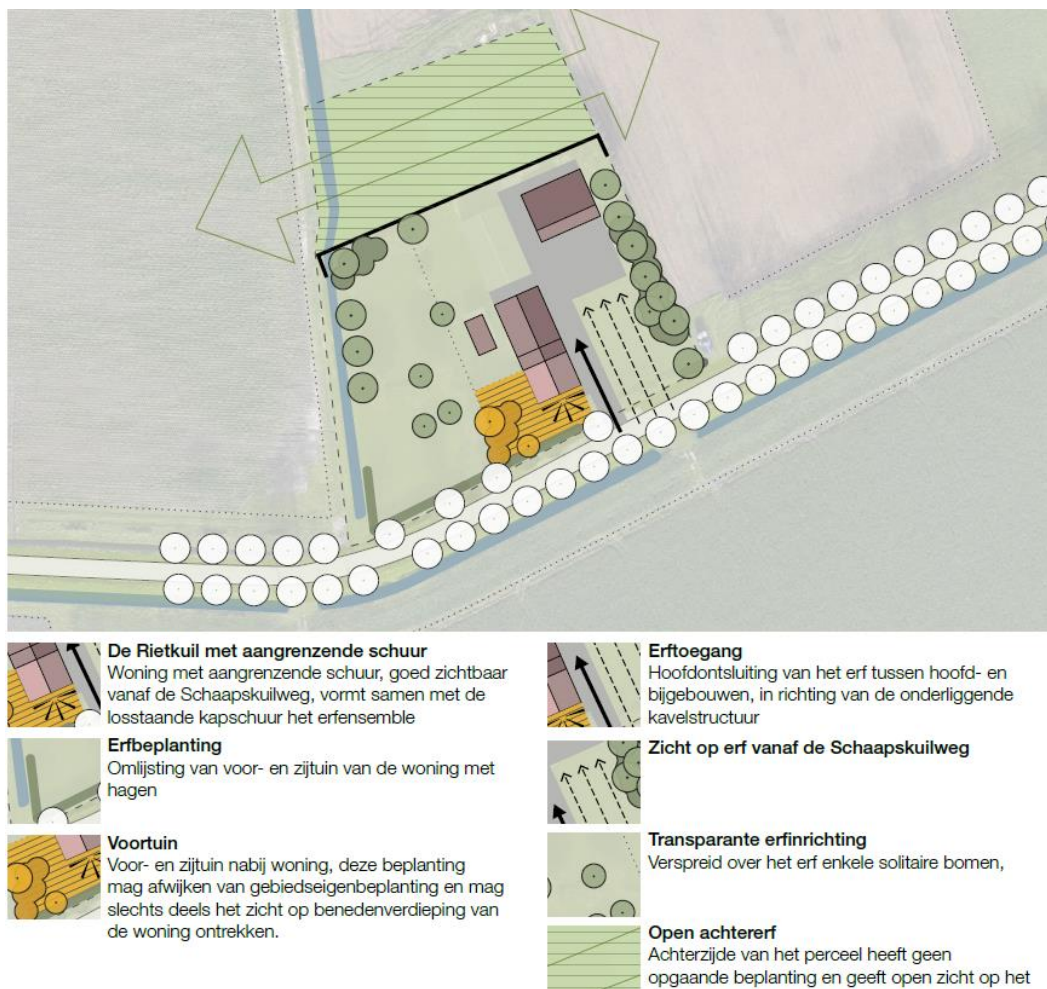 De Rietkuil met aangrenzende schuur
Woning met aangrenzende schuur, goed zichtbaar
vanaf de Schaapskuilweg, vormt samen met de
losstaande kapschuur het erfensemble
Erfbeplanting
Omlijsting van voor- en zijtuin van de woning met
hagen
Voortuin
Voor- en zijtuin nabij woning, deze beplanting
mag afwijken van gebiedseigenbeplanting en mag
slechts deels het zicht op benedenverdieping van
de woning ontrekken.
Erftoegang
Hoofdontsluiting van het erf tussen hoofd- en
bijgebouwen, in richting van de onderliggende
kavelstructuur
Zicht op erf vanaf de Schaapskuilweg
Transparante erfinrichting
Verspreid over het erf enkele solitaire bomen,
Open achtererf
Achterzijde van het perceel heeft geen
opgaande beplanting en geeft open zicht op het